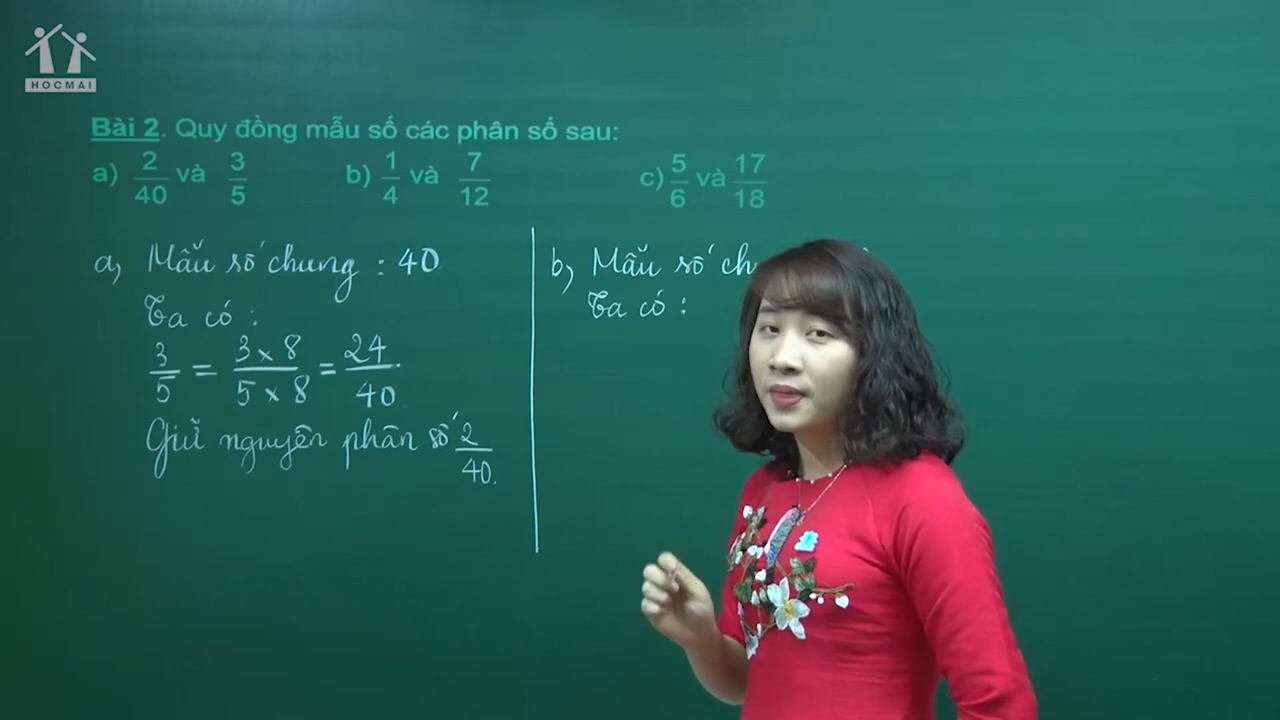 HOCMAI
Bài 2. Quy đồng mẫu số các phân số sau:
a) 2/40 và 3/5 b) 1/4 và 7/12 c) 5/6 và 17/18
a, Mẫu số chung : 40
Ta có :
3/5 = 3 x 8/5 x 8 = 24/40
Giữ nguyên phân số 2/40.
b, Mẫu số
Ta có :